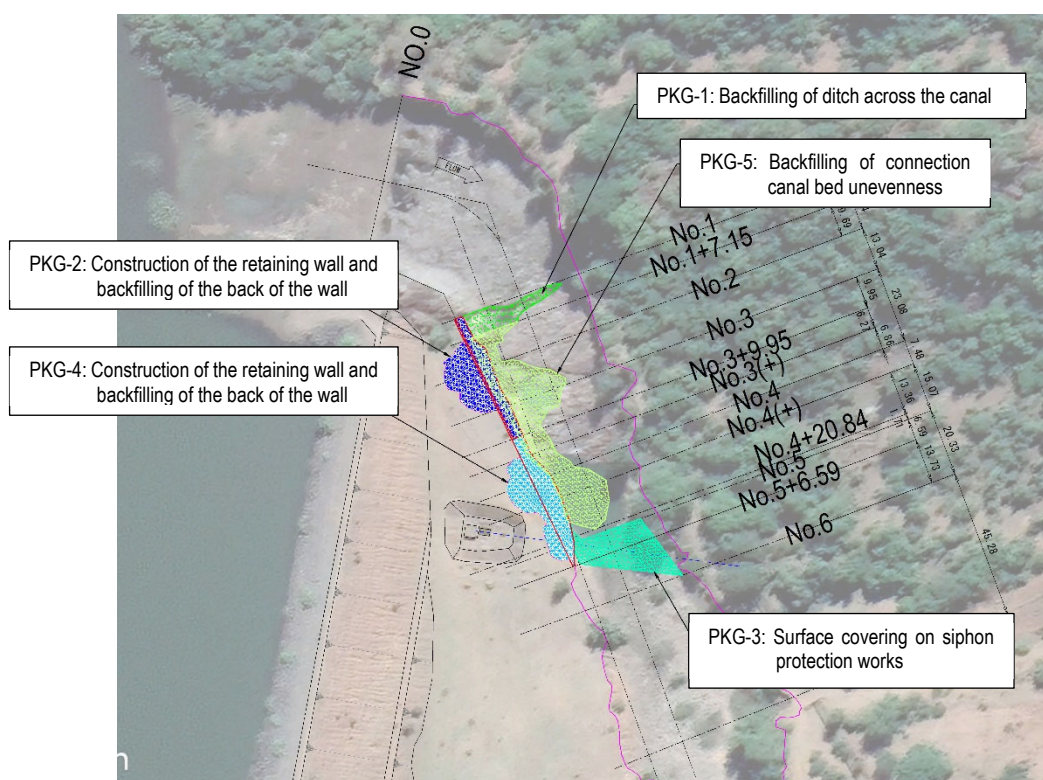 NO.0
FLOW
PKG-1: Backfilling of ditch across the canal
PKG-5: Backfilling of connection
canal bed unevenness
PKG-2: Construction of the retaining wall and
backfilling of the back of the wall
PKG-4: Construction of the retaining wall and
backfilling of the back of the wall
PKG-3: Surface covering on siphon
protection works
No.1
No.1+7.15
No.2
No.3
No.3+9.95
No.3(+)
No.4
No.4(+)
No.4+20.84
No.5
No.5+6.59
No.6
9.69
13.04
23.08
9.95
6.27
6.86
7.48
15.07
13.36
6.59
20.33
13.73
45.28
n